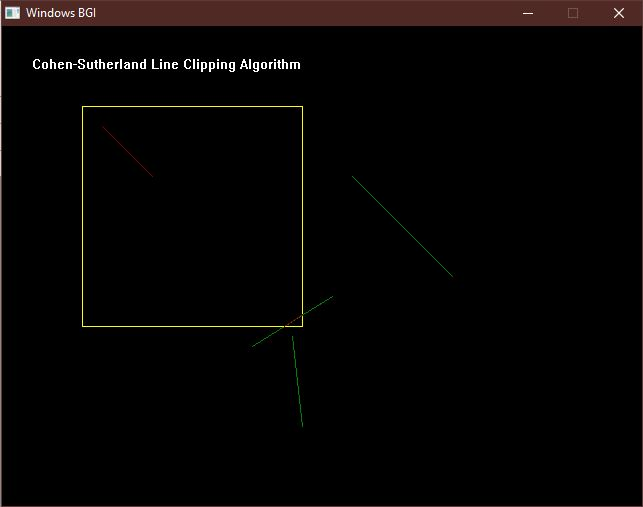 Windows BGI
Cohen-Sutherland Line Clipping Algorithm